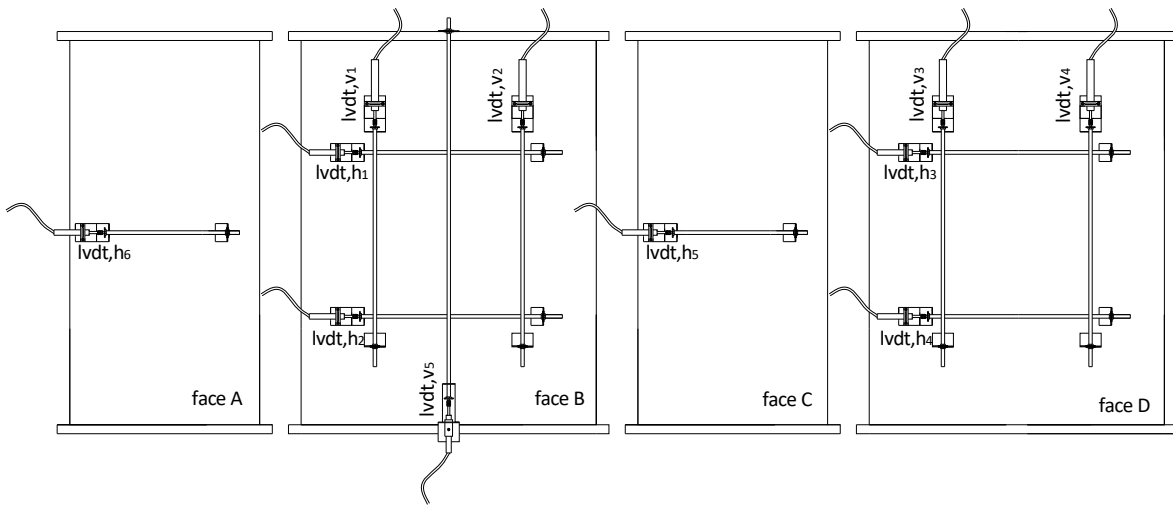 lvdt,h6
face A
lvdt,v1
lvdt,v2
lvdt,h1
lvdt,h2
lvdt,v5
face B
lvdt,h5
face C
lvdt,v3
lvdt,v4
lvdt,h3
lvdt,h4
face D